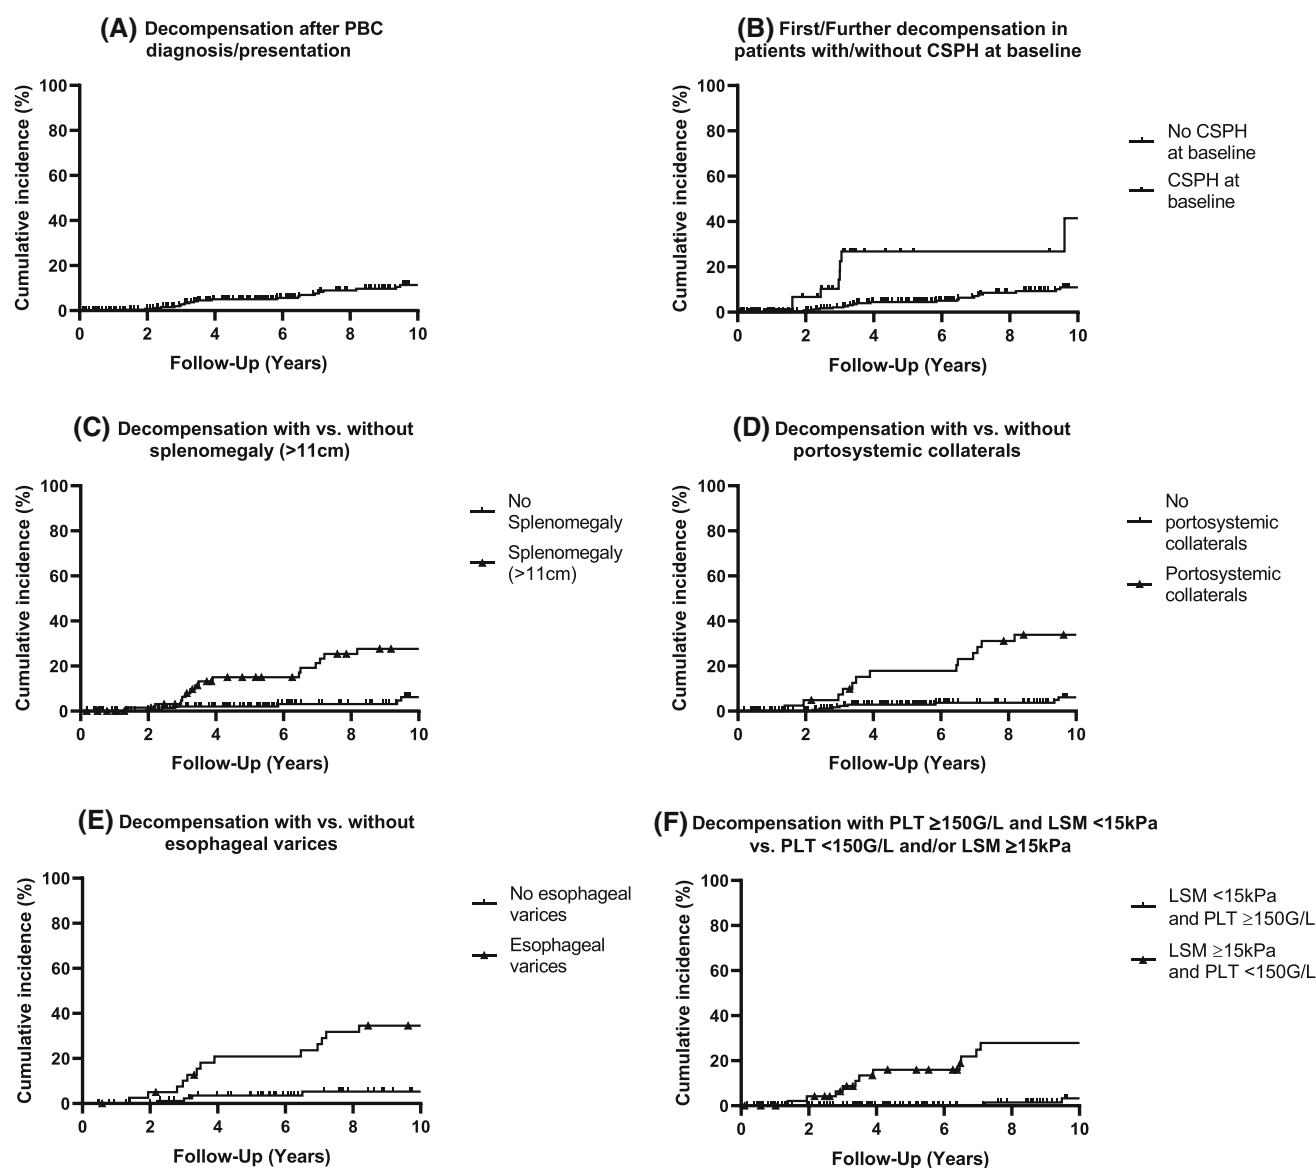 (A) Decompensation after PBC
diagnosis/presentation
Cumulative incidence (%)
100
80
60
40
20
0
0 2 4 6 8 10
Follow-Up (Years)
(B) First/Further decompensation in
patients with/without CSPH at baseline
Cumulative incidence (%)
100
80
60
40
20
0
0 2 4 6 8 10
Follow-Up (Years)
No CSPH
at baseline
CSPH at
baseline
(C) Decompensation with vs. without
splenomegaly (>11cm)
Cumulative incidence (%)
100
80
60
40
20
0
0 2 4 6 8 10
Follow-Up (Years)
No
Splenomegaly
Splenomegaly
(>11cm)
(D) Decompensation with vs. without
portosystemic collaterals
Cumulative incidence (%)
100
80
60
40
20
0
0 2 4 6 8 10
Follow-Up (Years)
No
portosystemic
collaterals
Portosystemic
collaterals
(E) Decompensation with vs. without
esophageal varices
Cumulative incidence (%)
100
80
60
40
20
0
0 2 4 6 8 10
Follow-Up (Years)
No esophageal
varices
Esophageal
varices
(F) Decompensation with PLT ≥150G/L and LSM <15kPa
vs. PLT <150G/L and/or LSM ≥15kPa
Cumulative incidence (%)
100
80
60
40
20
0
0 2 4 6 8 10
Follow-Up (Years)
LSM <15kPa
and PLT ≥150G/L
LSM ≥15kPa
and PLT <150G/L